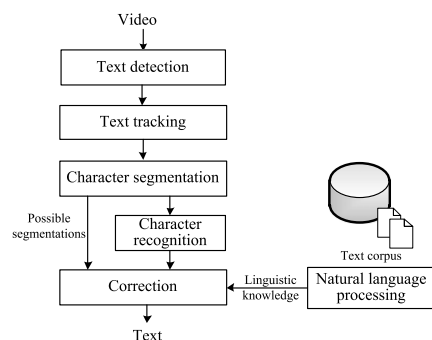 Video
Text detection
Text tracking
Character segmentation
Possible
segmentations
Character
recognition
Text corpus
Correction
Linguistic
knowledge
Natural language
processing
Text